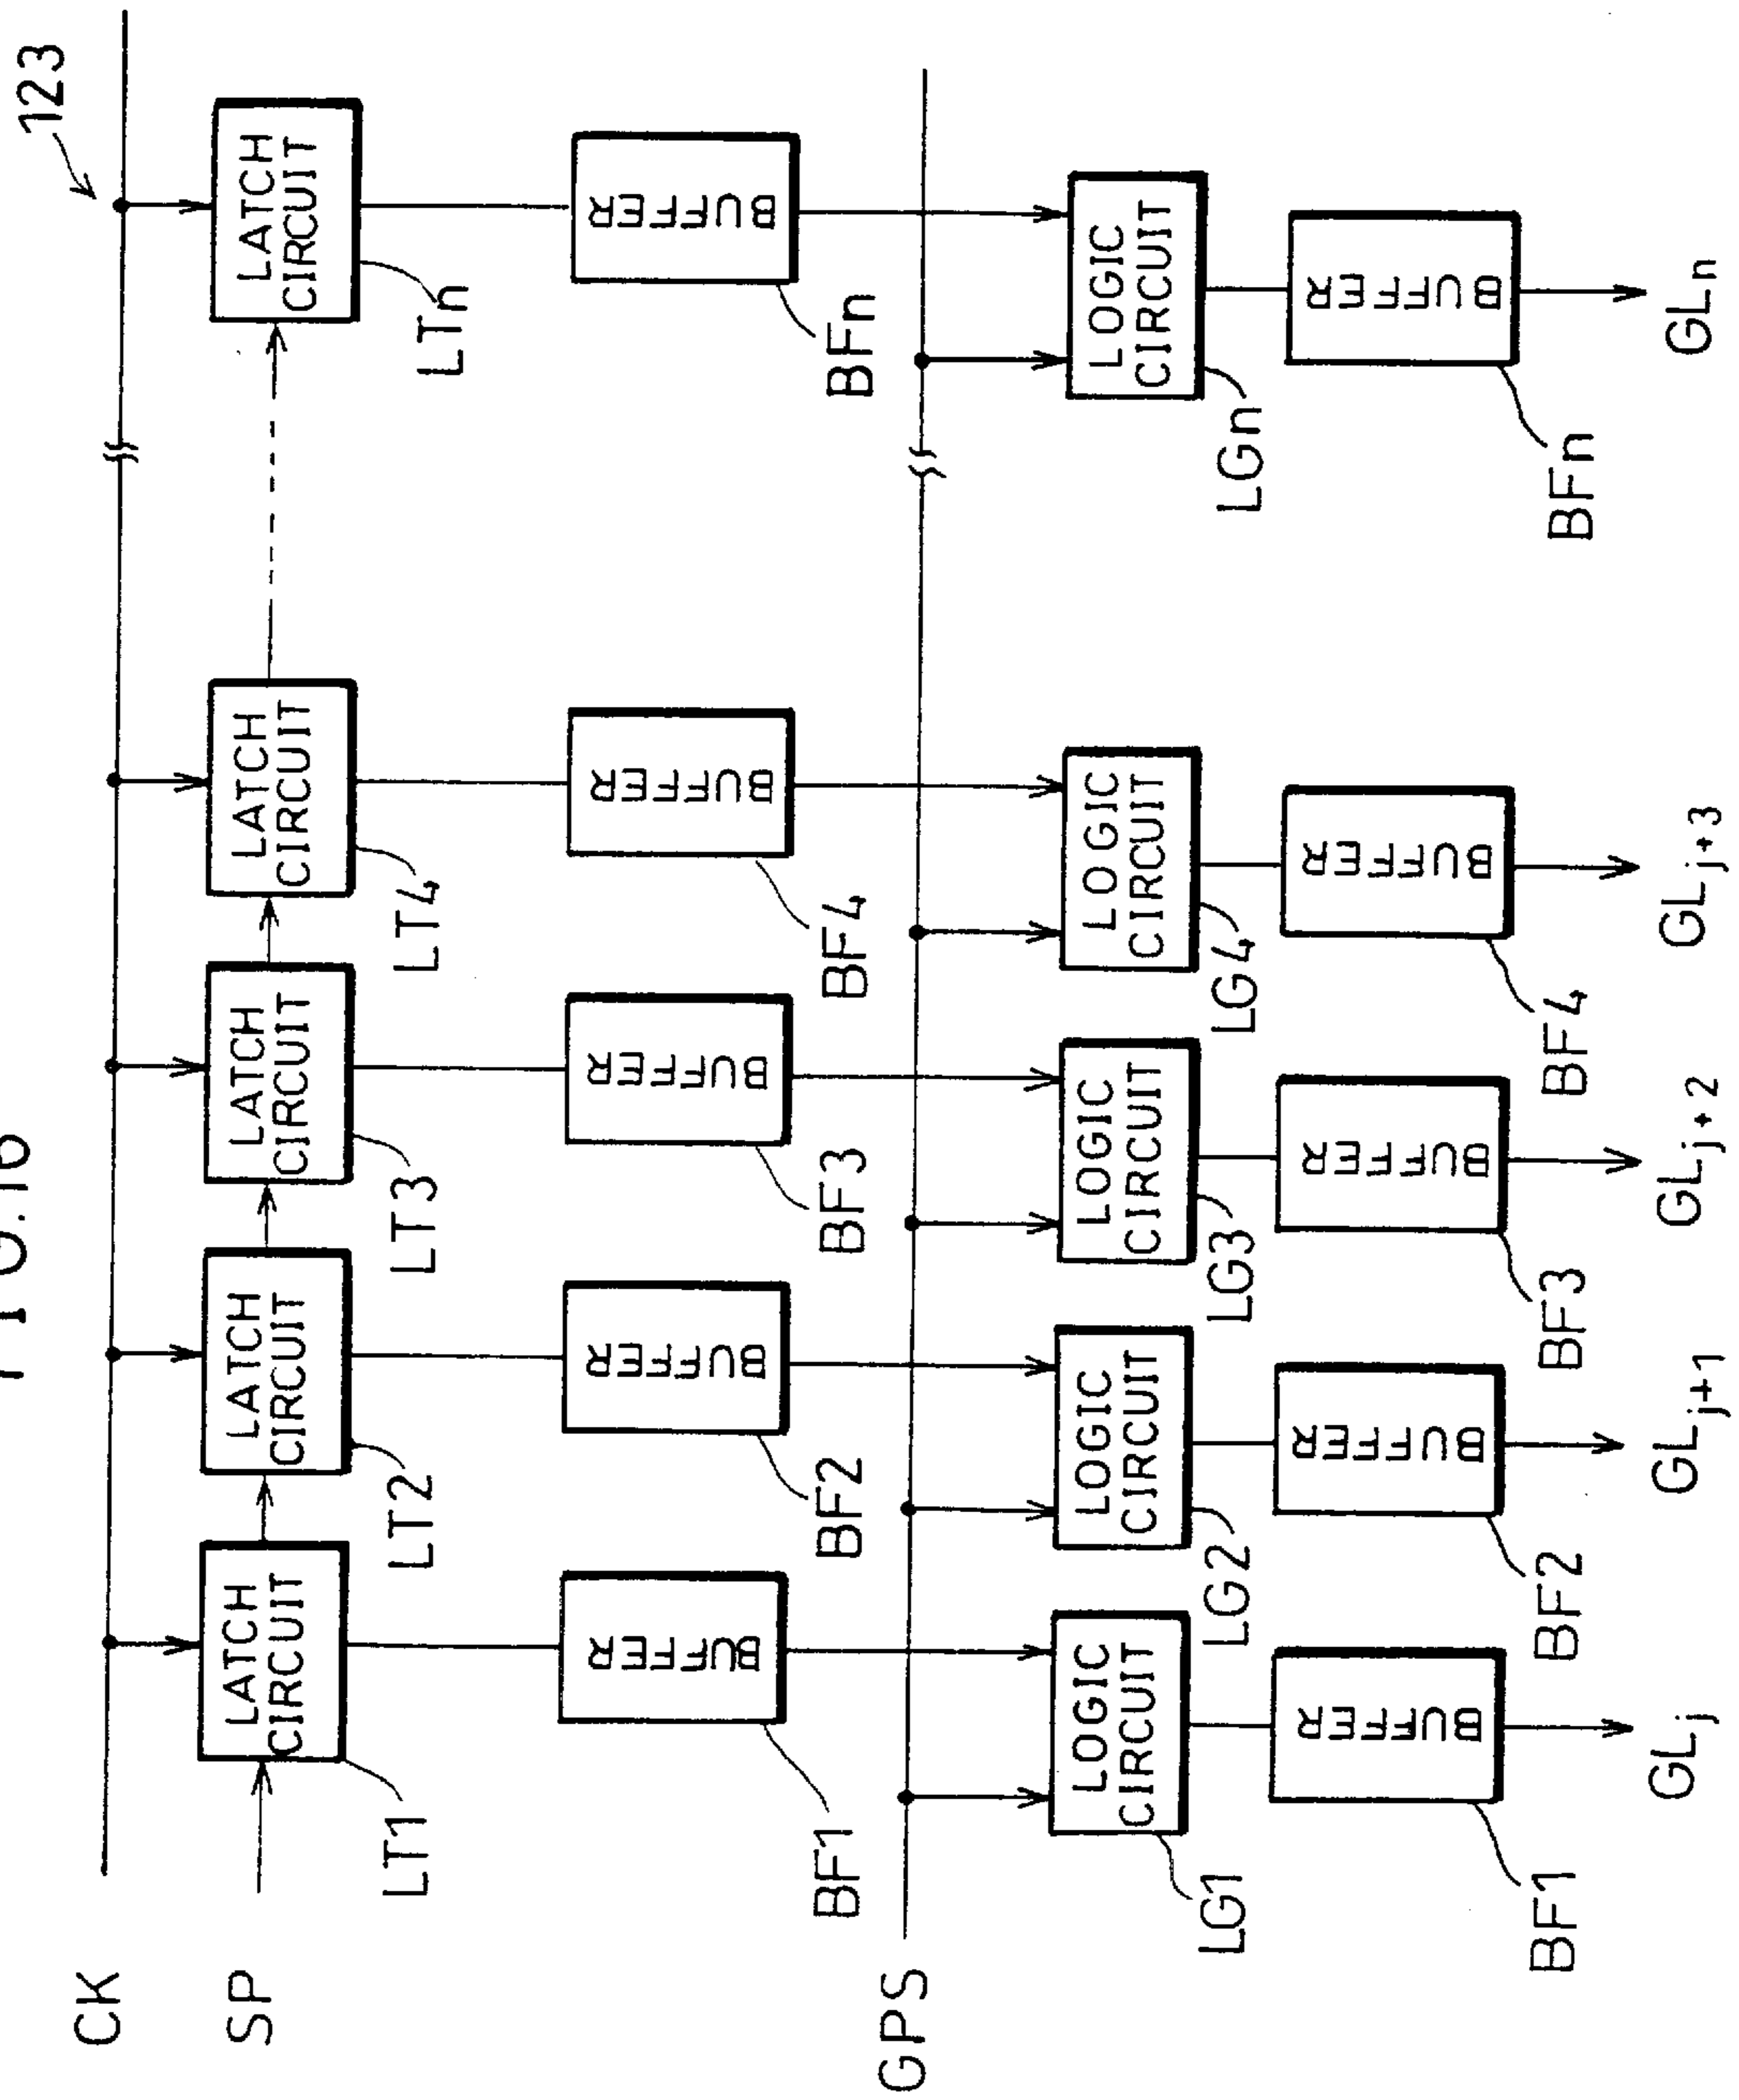 123
CK
SP
LATCH
CIRCUIT
LATCH
CIRCUIT
LATCH
CIRCUIT
LATCH
CIRCUIT
LATCH
CIRCUIT
LT1
LT2
LT3
LT4
LTn
BUFFER
BUFFER
BUFFER
BUFFER
BUFFER
BF1
BF2
BF3
BF4
BFn
GPS
LOGIC
CIRCUIT
LOGIC
CIRCUIT
LOGIC
CIRCUIT
LOGIC
CIRCUIT
LOGIC
CIRCUIT
LG1
LG2
LG3
LG4
LGn
BUFFER
BUFFER
BUFFER
BUFFER
BUFFER
BF1
BF2
BF3
BF4
BFn
GLj
GLj+1
GLj+2
GLj+3
GLn